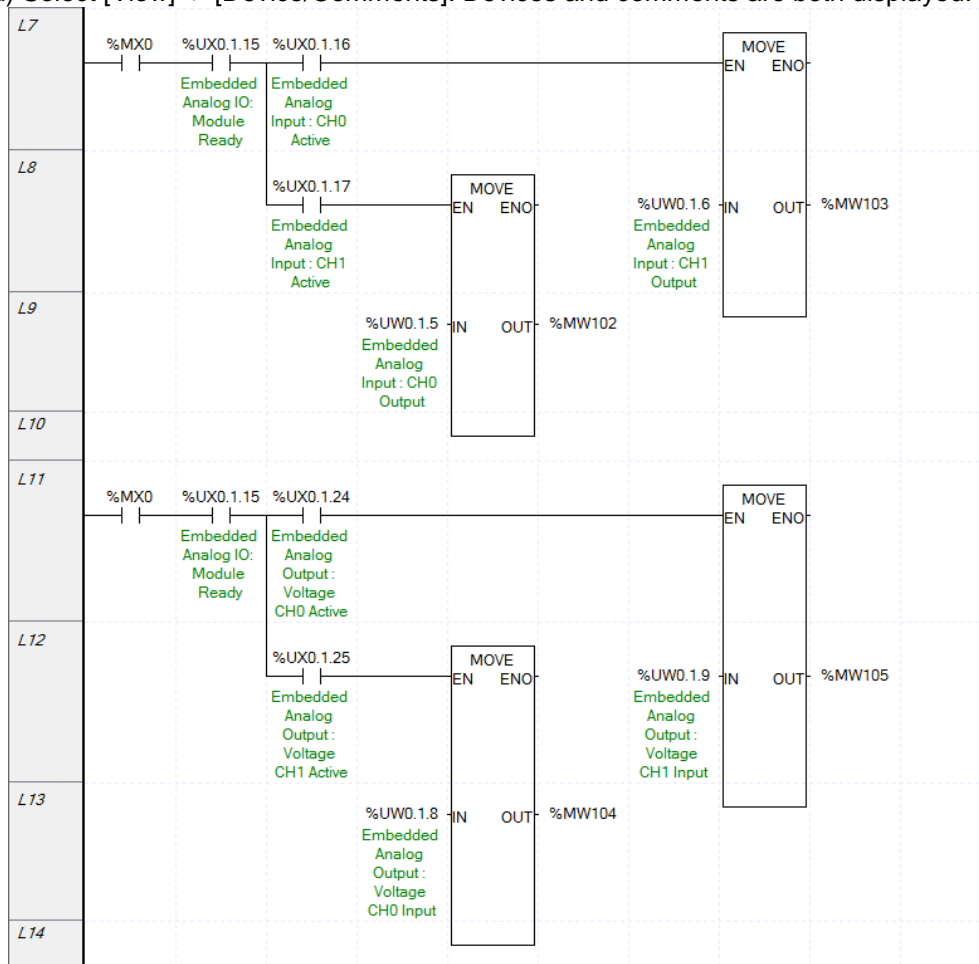 ) Select [View] [Device/Comments]. Devices and comments are both displayed.
L7
%MX0 %UX0.1.15 %UX0.1.16
MOVE
EN ENO
Embedded
Analog IO:
Module
Ready
Embedded
Analog
Input : CH0
Active
L8
%UX0.1.17
Embedded
Analog
Input : CH1
Active
MOVE
EN ENO
%UW0.1.6 IN OUT %MW103
Embedded
Analog
Input : CH1
Output
L9
%UW0.1.5 IN OUT %MW102
Embedded
Analog
Input : CH0
Output
L10
L11
%MX0 %UX0.1.15 %UX0.1.24
MOVE
EN ENO
Embedded
Analog IO:
Module
Ready
Embedded
Analog
Output :
Voltage
CH0 Active
L12
%UX0.1.25
Embedded
Analog
Output :
Voltage
CH1 Active
MOVE
EN ENO
%UW0.1.9 IN OUT %MW105
Embedded
Analog
Output :
Voltage
CH1 Input
L13
%UW0.1.8 IN OUT %MW104
Embedded
Analog
Output :
Voltage
CH0 Input
L14